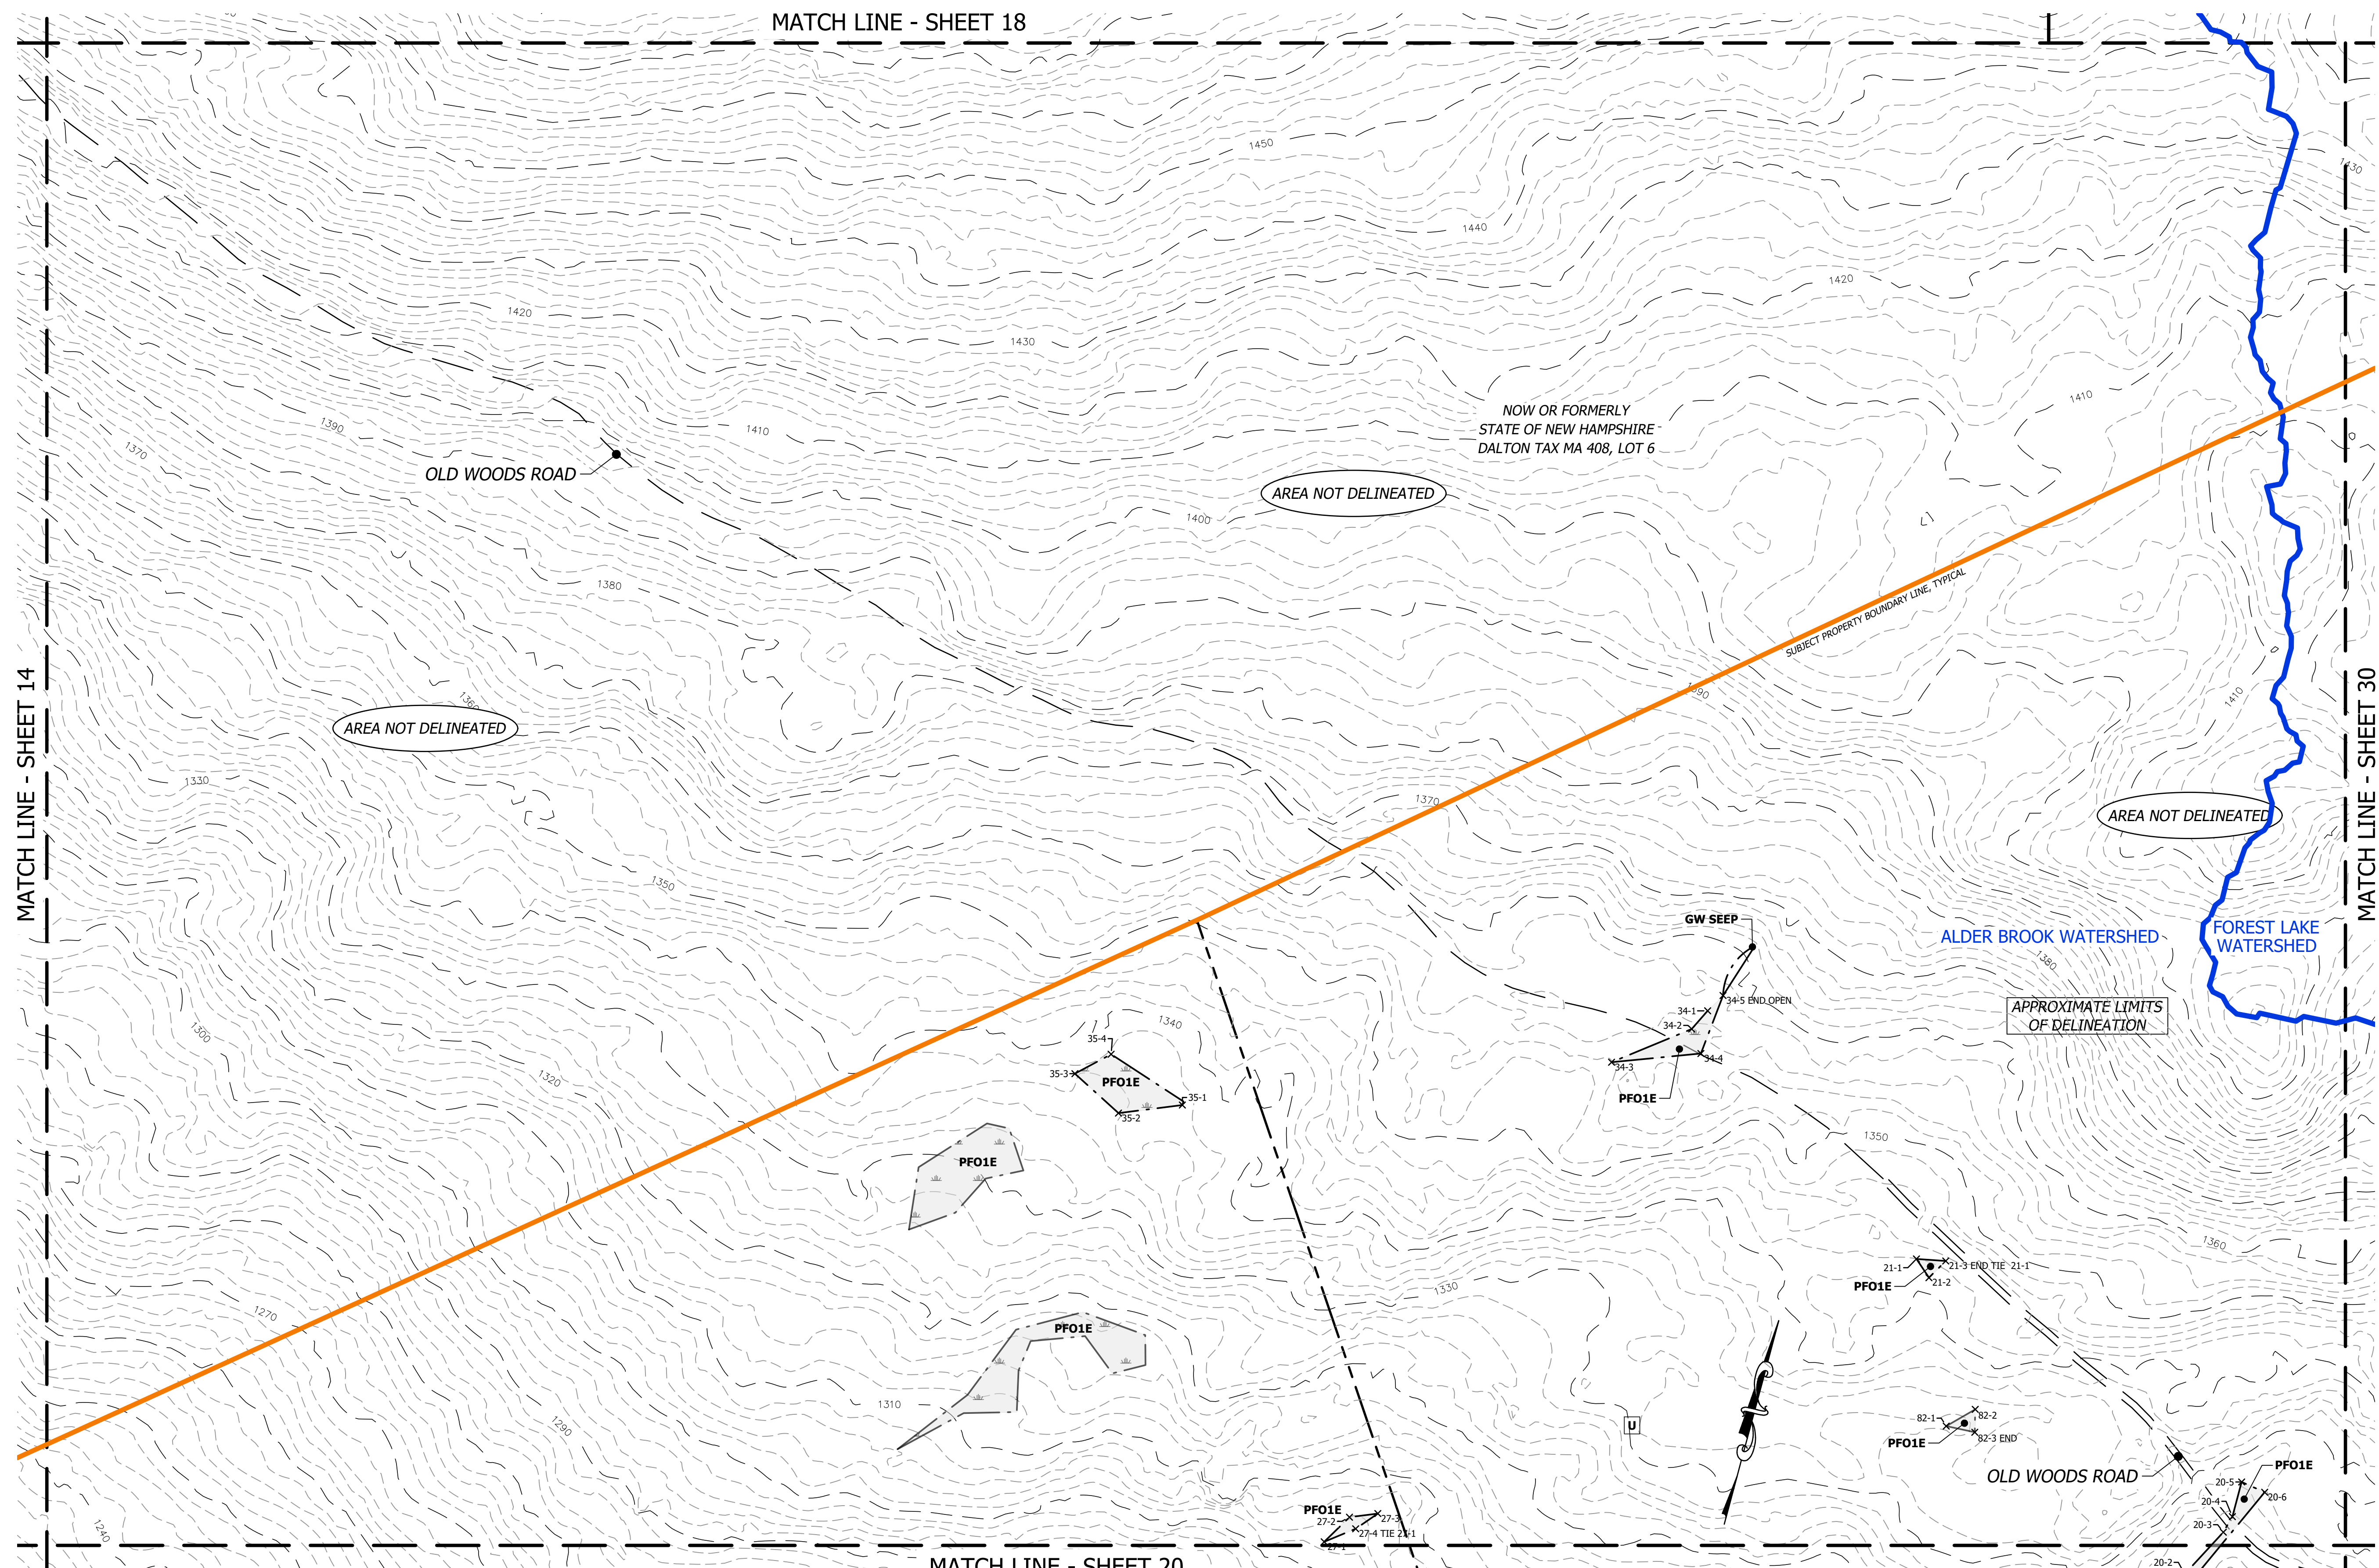 MATCH LINE - SHEET 18
1450
1430
1440
1420
1420
1430
1410
NOW OR FORMERLY
STATE OF NEW HAMPSHIRE
DALTON TAX MA 408, LOT 6
1390
1410
1370
OLD WOODS ROAD
AREA NOT DELINEATED
1400
1380
SUBJECT PROPERTY BOUNDARY LINE, TYPICAL
1390
1410
1360
AREA NOT DELINEATED
MATCH LINE - SHEET 14
MATCH LINE - SHEET 30
1330
1370
AREA NOT DELINEATED
1350
GW SEEP
ALDER BROOK WATERSHED
FOREST LAKE
WATERSHED
1380
34-5 END OPEN
APPROXIMATE LIMITS
OF DELINEATION
34-1
34-2
1340
1300
35-4
34-4
34-3
35-3
PFO1E
1320
35-1
PFO1E
35-2
1350
PFO1E
1360
21-1
21-3 END TIE 21-1
21-2
PFO1E
1330
1270
PFO1E
1310
82-1
82-2
1290
U
82-3 END
PFO1E
OLD WOODS ROAD
PFO1E
20-5
20-6
20-4
PFO1E
27-2
27-3
1240
20-3
27-4 TIE 27-1
27-1
MATCH LINE - SHEET 20
20-2